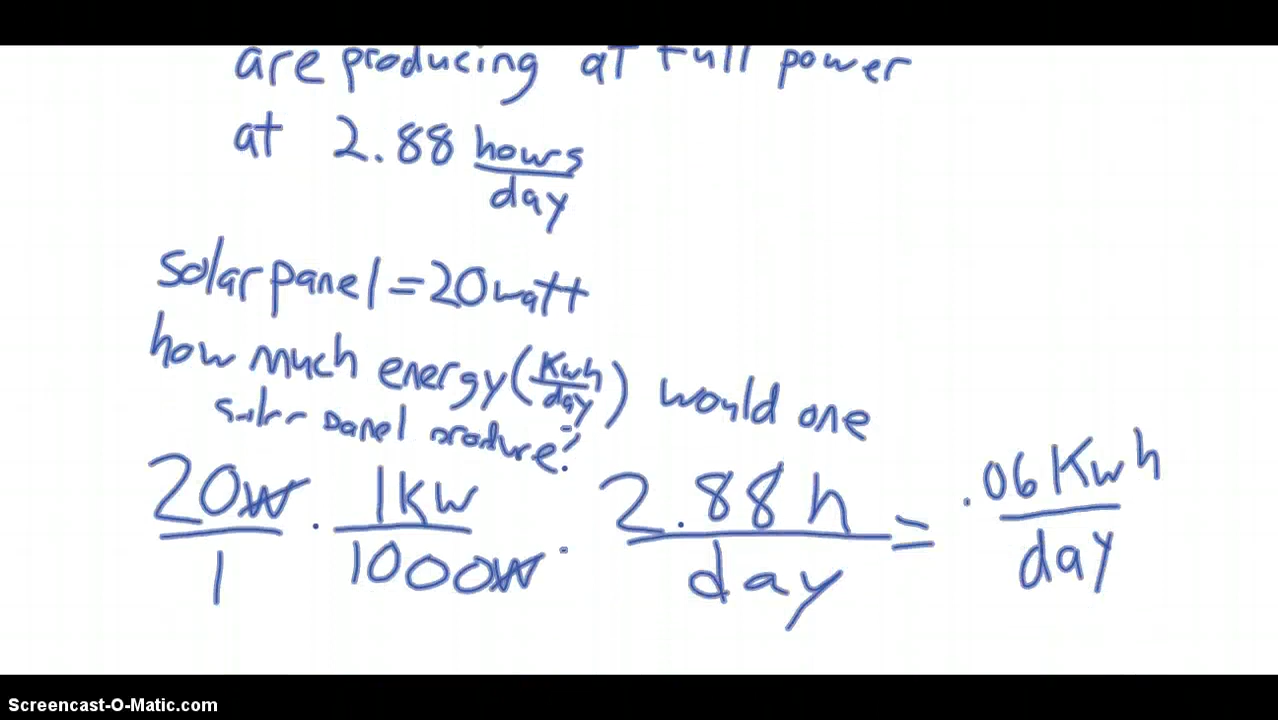 are producing at full power
at 2.88 hours/day
solar panel = 20 watt
how much energy (Kwh/day) would one
solar panel produre?
20w/1 · 1kw/1000w · 2.88 h/day = .06 Kwh/day
Screencast-O-Matic.com